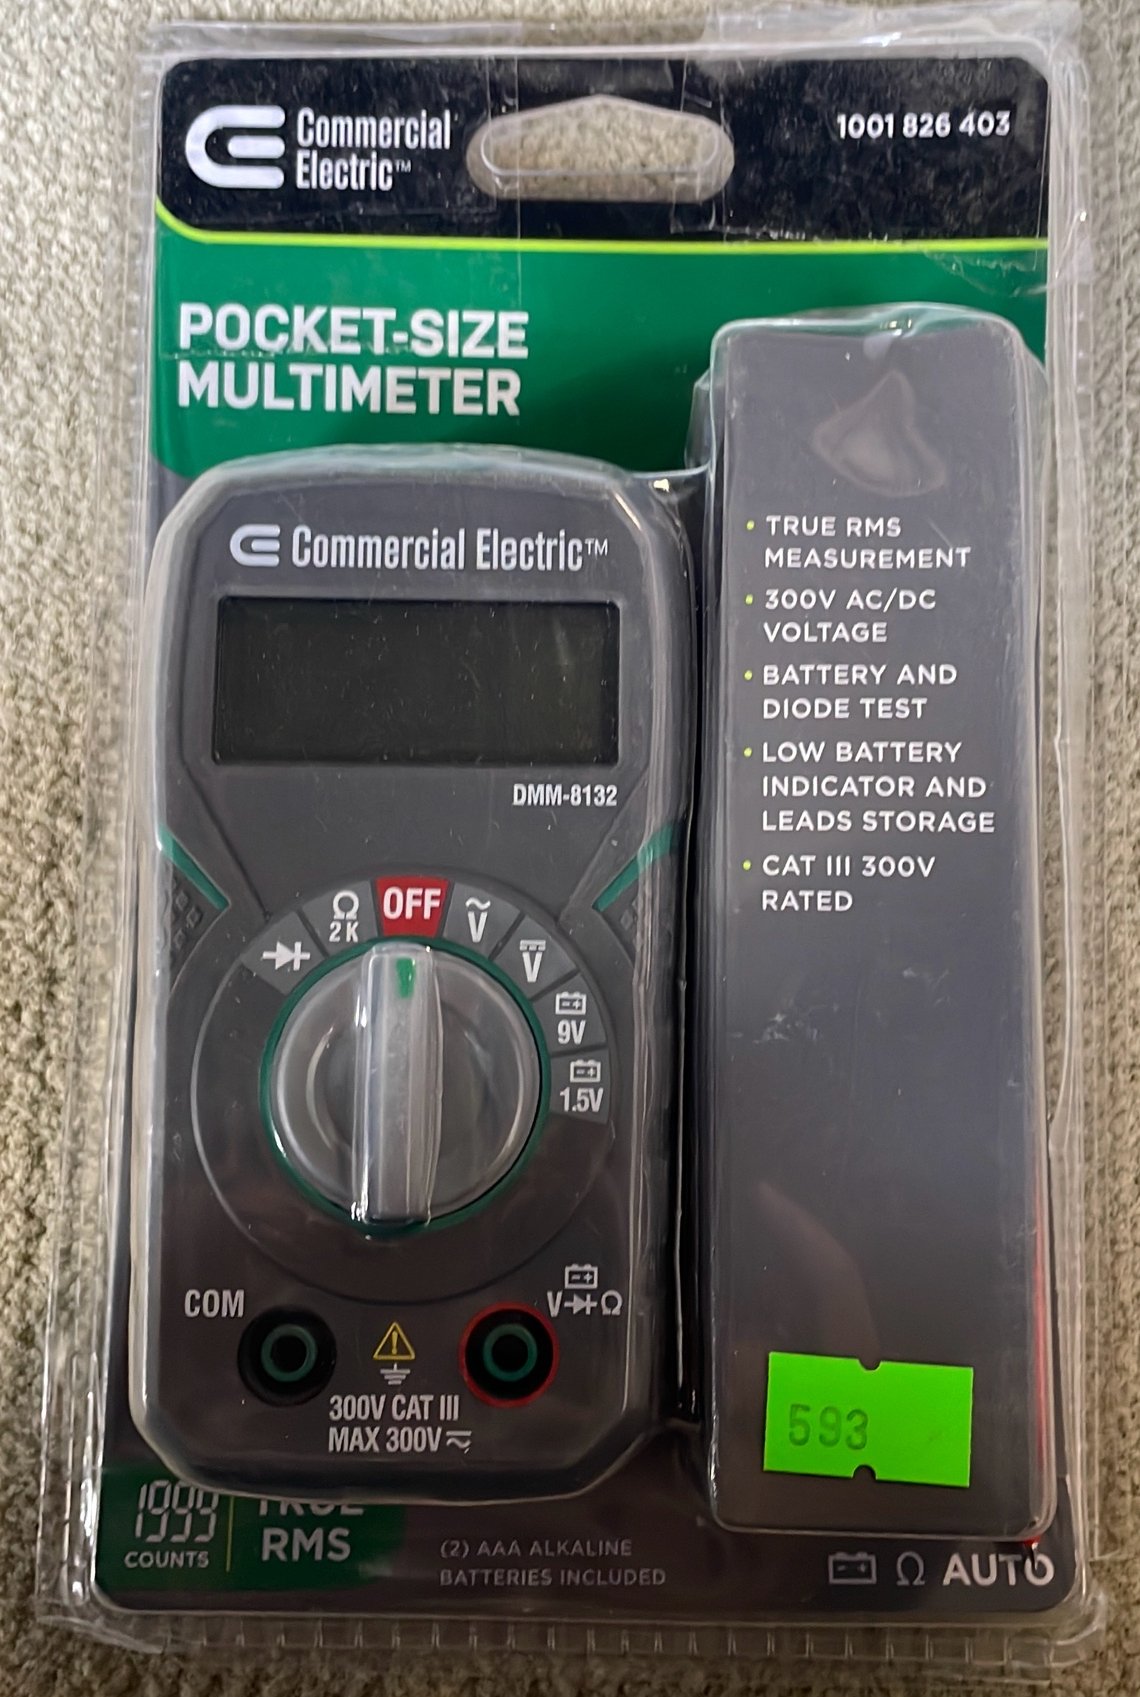 Commercial
Electric™
1001 826 403
POCKET-SIZE
MULTIMETER
Commercial Electric™
DMM-8132
Ω
2K
OFF
V
V
9V
1.5V
COM
V Ω
300V CAT III
MAX 300V
• TRUE RMS
MEASUREMENT
• 300V AC/DC
VOLTAGE
• BATTERY AND
DIODE TEST
• LOW BATTERY
INDICATOR AND
LEADS STORAGE
• CAT III 300V
RATED
593
1999
COUNTS
TRUE
RMS
(2) AAA ALKALINE
BATTERIES INCLUDED
Ω AUTO